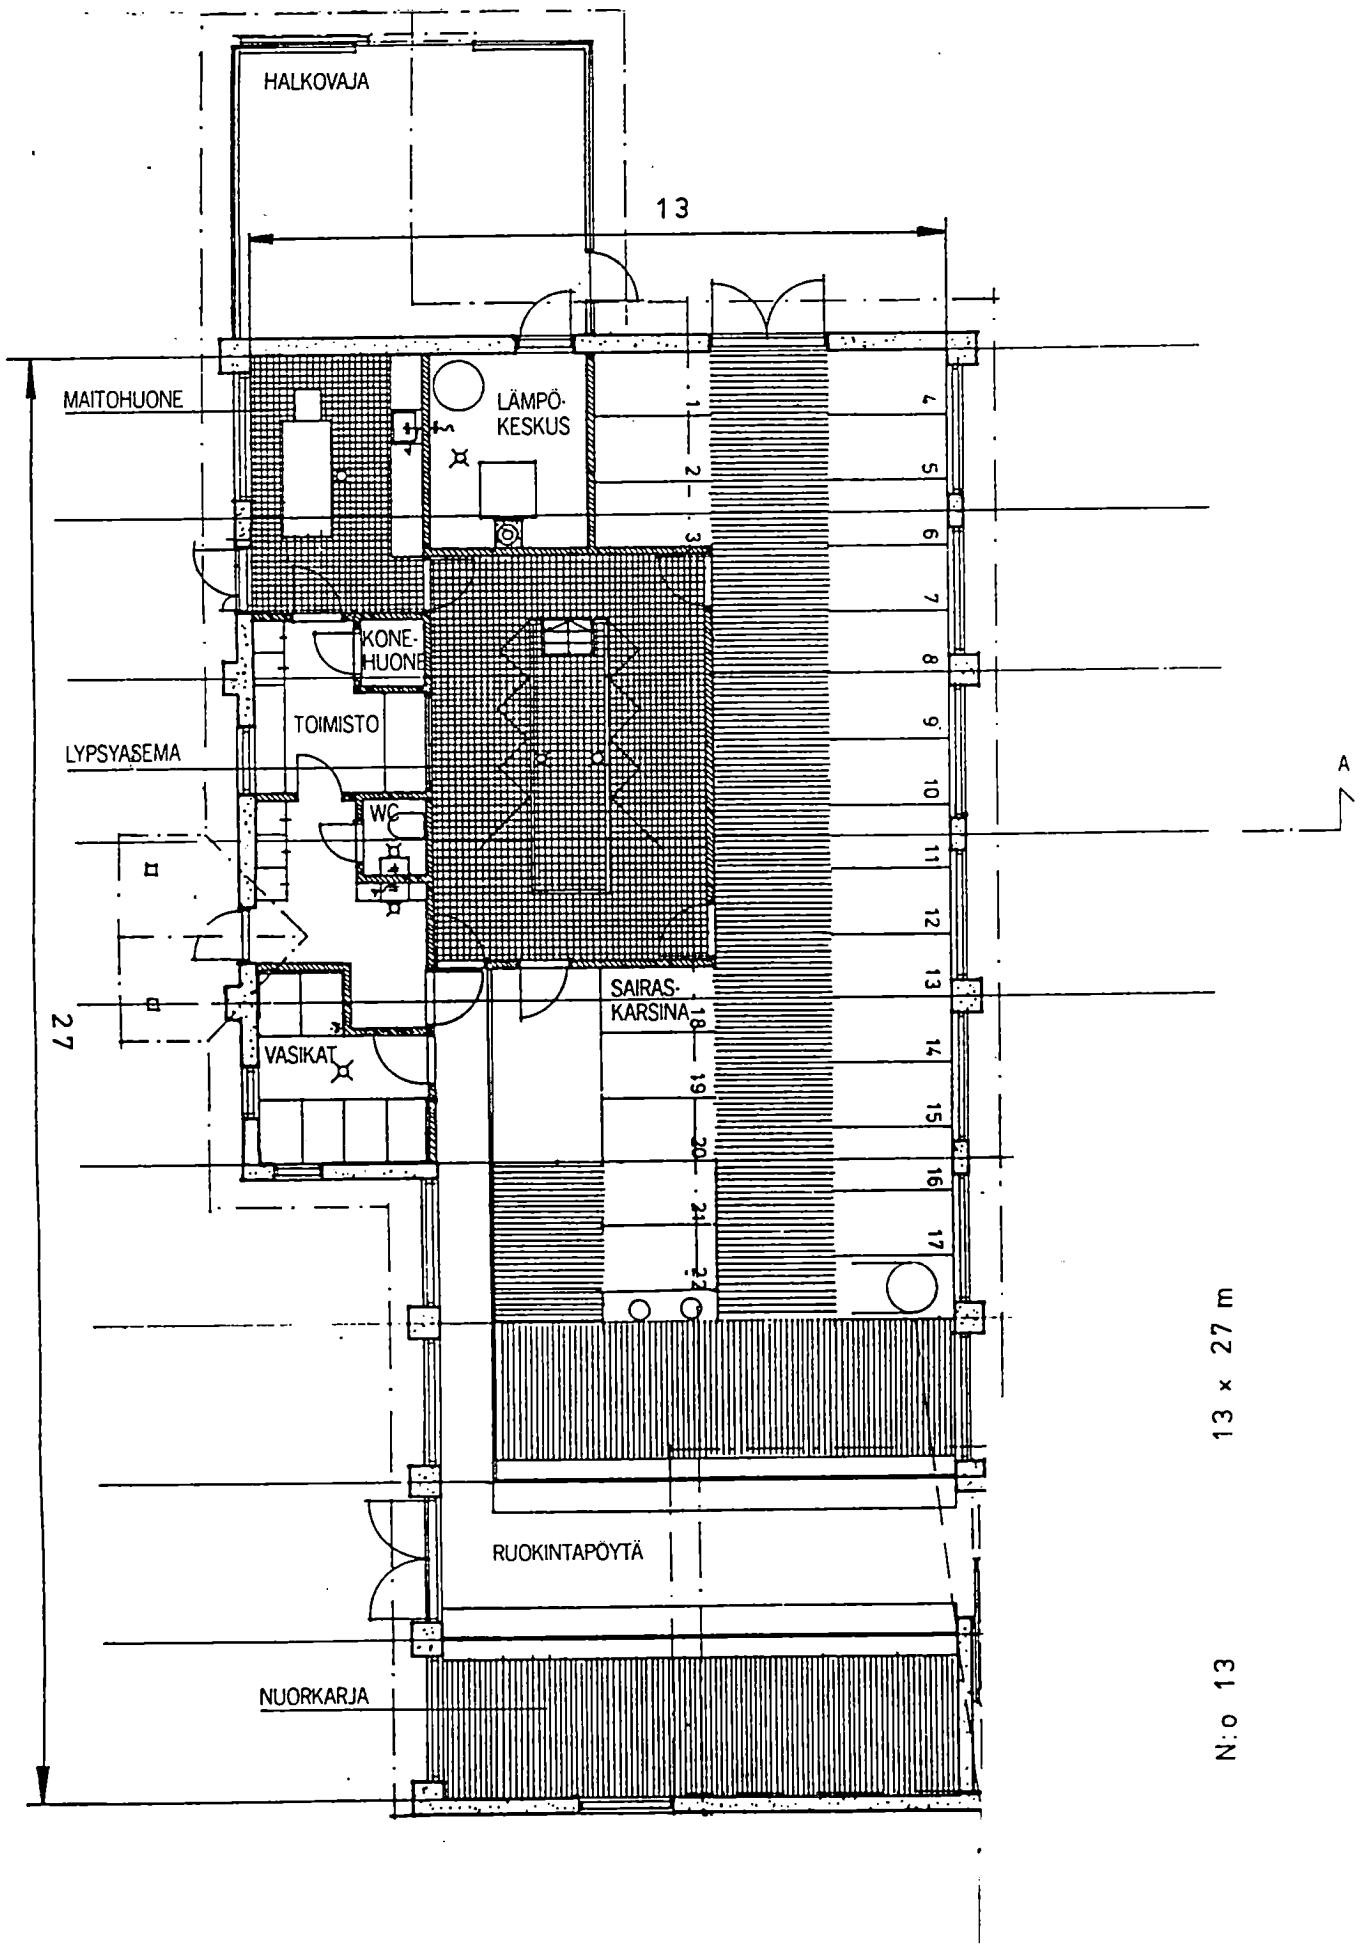 HALKOVAJA
13
MAITOHUONE
LÄMPÖ-
KESKUS
1
2
3
4
5
6
7
8
9
10
11
12
13
14
15
16
17
KONE-
HUONE
TOIMISTO
LYPSYASEMA
WC
A
SAIRAS-
KARSINA
18
19
20
21
22
VASIKAT
27
RUOKINTAPÖYTÄ
NUORKARJA
N:o 13
13 x 27 m